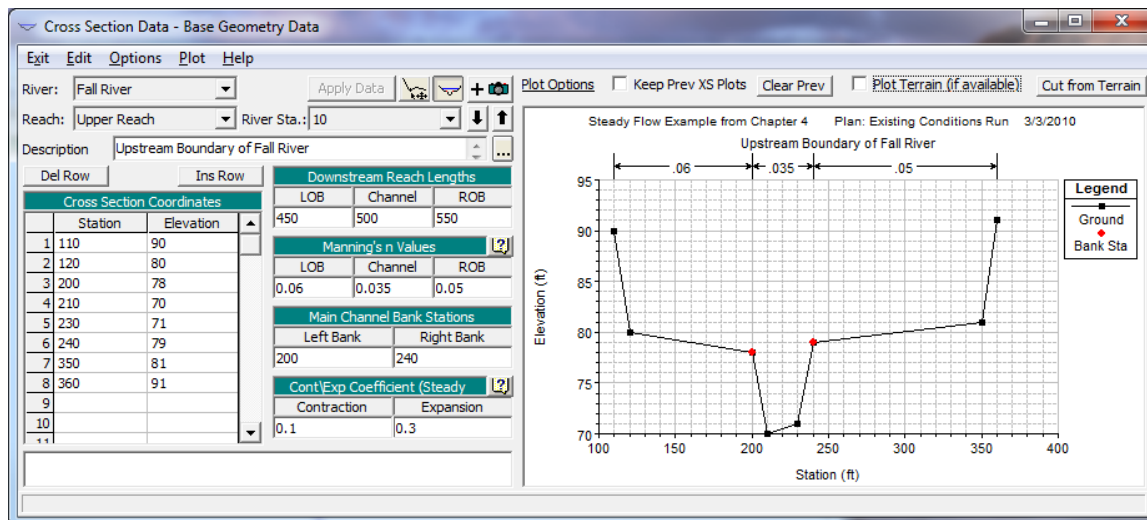 Cross Section Data - Base Geometry Data
Exit Edit Options Plot Help
River: Fall River Apply Data
Reach: Upper Reach River Sta.: 10
Description Upstream Boundary of Fall River ...
Del Row Ins Row
Cross Section Coordinates
Station Elevation
1 110 90
2 120 80
3 200 78
4 210 70
5 230 71
6 240 79
7 350 81
8 360 91
9
10
11
Downstream Reach Lengths
LOB Channel ROB
450 500 550
Manning's n Values ?
LOB Channel ROB
0.06 0.035 0.05
Main Channel Bank Stations
Left Bank Right Bank
200 240
Cont\Exp Coefficient (Steady ?
Contraction Expansion
0.1 0.3
Plot Options Keep Prev XS Plots Clear Prev Plot Terrain (if available) Cut from Terrain
Steady Flow Example from Chapter 4 Plan: Existing Conditions Run 3/3/2010
Upstream Boundary of Fall River
.06 .035 .05
95
90
85
80
75
70
Elevation (ft)
100 150 200 250 300 350 400
Station (ft)
Legend
Ground
Bank Sta